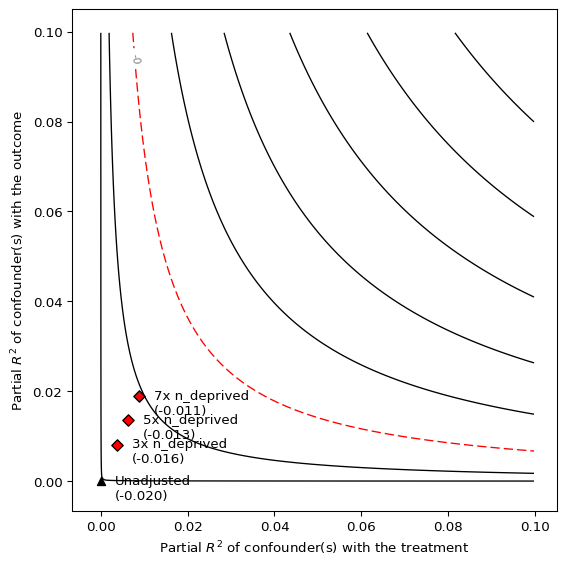 0.10
0
0.08
0.06
0.04
0.02
0.00
Partial R² of confounder(s) with the outcome
7x n_deprived
(-0.011)
5x n_deprived
(-0.013)
3x n_deprived
(-0.016)
Unadjusted
(-0.020)
0.00 0.02 0.04 0.06 0.08 0.10
Partial R² of confounder(s) with the treatment